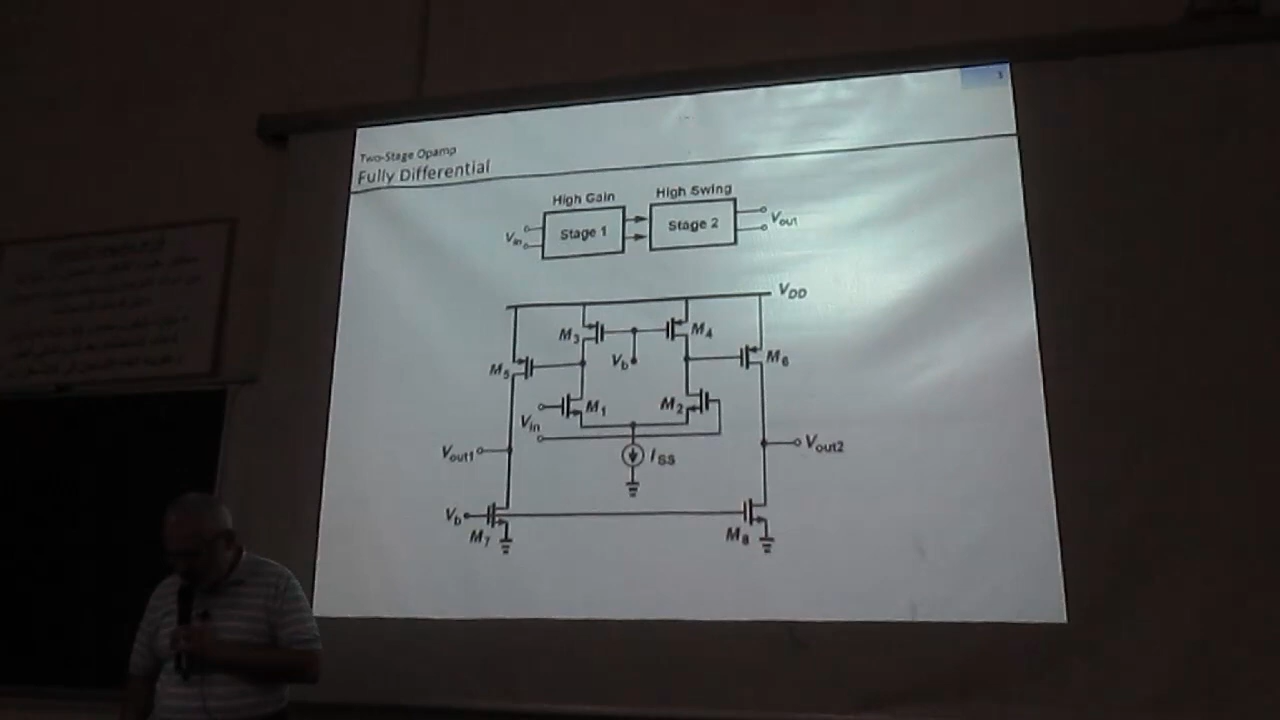 3
Two-Stage Opamp
Fully Differential
High Gain
High Swing
Vin
Stage 1
Stage 2
Vout
VDD
M3
M4
M5
Vb
M6
M1
M2
Vin
Vout1
ISS
Vout2
Vb
M7
M8